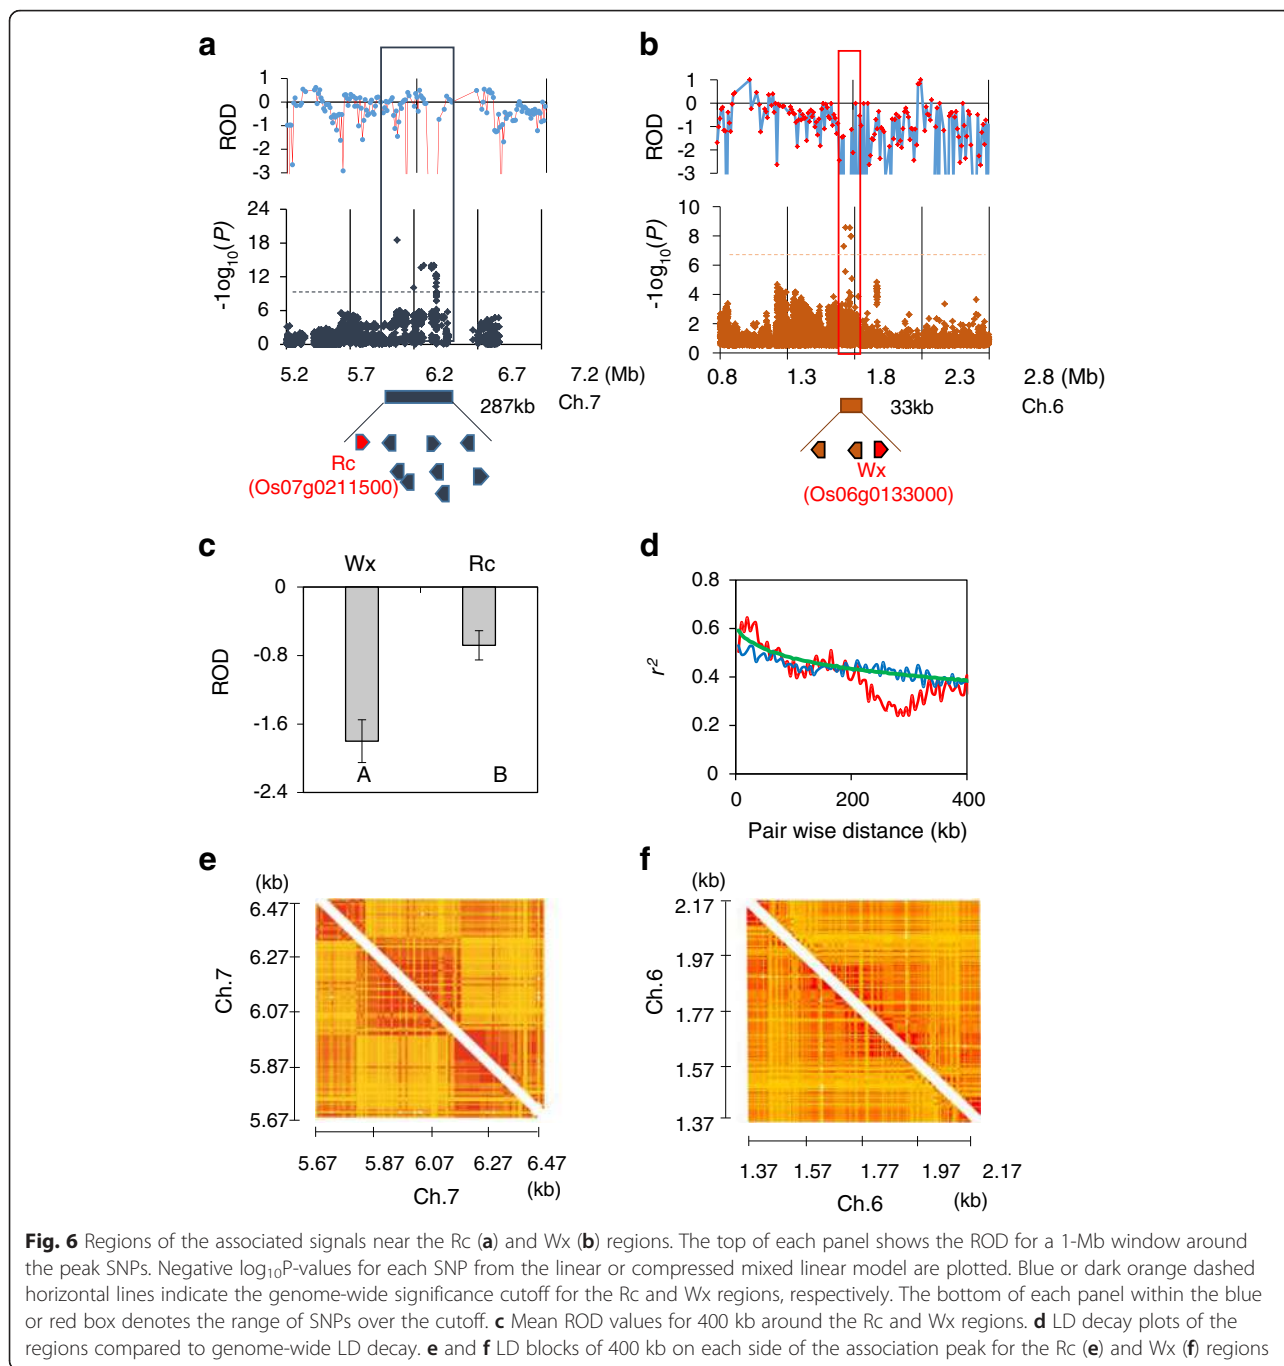 a
1
0
-1
-2
-3
ROD
24
18
12
6
0
-log10(P)
5.2 5.7 6.2 6.7 7.2 (Mb)
287kb Ch.7
Rc
(Os07g0211500)
b
1
0
-1
-2
-3
ROD
10
8
6
4
2
0
-log10(P)
0.8 1.3 1.8 2.3 2.8 (Mb)
33kb Ch.6
Wx
(Os06g0133000)
c
Wx Rc
0
-0.8
-1.6
-2.4
ROD
A B
d
0.8
0.6
0.4
0.2
0
r2
0 200 400
Pair wise distance (kb)
e
(kb)
6.47
6.27
6.07
5.87
5.67
Ch.7
5.67 5.87 6.07 6.27 6.47
Ch.7 (kb)
f
(kb)
2.17
1.97
1.77
1.57
1.37
Ch.6
1.37 1.57 1.77 1.97 2.17
Ch.6 (kb)
Fig. 6 Regions of the associated signals near the Rc (a) and Wx (b) regions. The top of each panel shows the ROD for a 1-Mb window around
the peak SNPs. Negative log10P-values for each SNP from the linear or compressed mixed linear model are plotted. Blue or dark orange dashed
horizontal lines indicate the genome-wide significance cutoff for the Rc and Wx regions, respectively. The bottom of each panel within the blue
or red box denotes the range of SNPs over the cutoff. c Mean ROD values for 400 kb around the Rc and Wx regions. d LD decay plots of the
regions compared to genome-wide LD decay. e and f LD blocks of 400 kb on each side of the association peak for the Rc (e) and Wx (f) regions